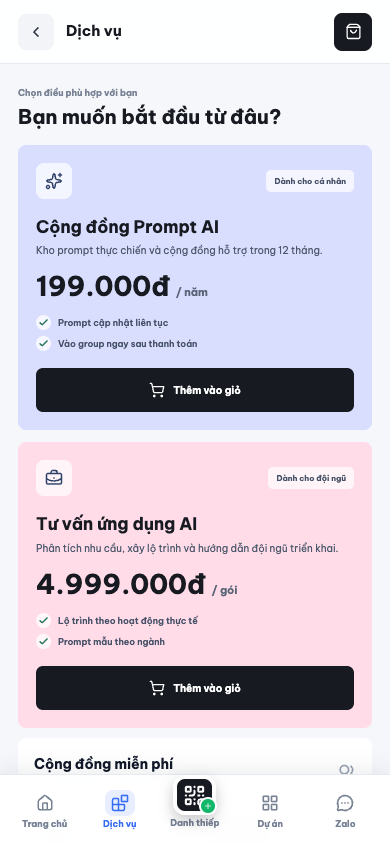 Dịch vụ
Chọn điều phù hợp với bạn
Bạn muốn bắt đầu từ đâu?
Dành cho cá nhân
Cộng đồng Prompt AI
Kho prompt thực chiến và cộng đồng hỗ trợ trong 12 tháng.
199.000đ / năm
Prompt cập nhật liên tục
Vào group ngay sau thanh toán
Thêm vào giỏ
Dành cho đội ngũ
Tư vấn ứng dụng AI
Phân tích nhu cầu, xây lộ trình và hướng dẫn đội ngũ triển khai.
4.999.000đ / gói
Lộ trình theo hoạt động thực tế
Prompt mẫu theo ngành
Thêm vào giỏ
Cộng đồng miễn phí
Trang chủ
Dịch vụ
Danh thiếp
Dự án
Zalo